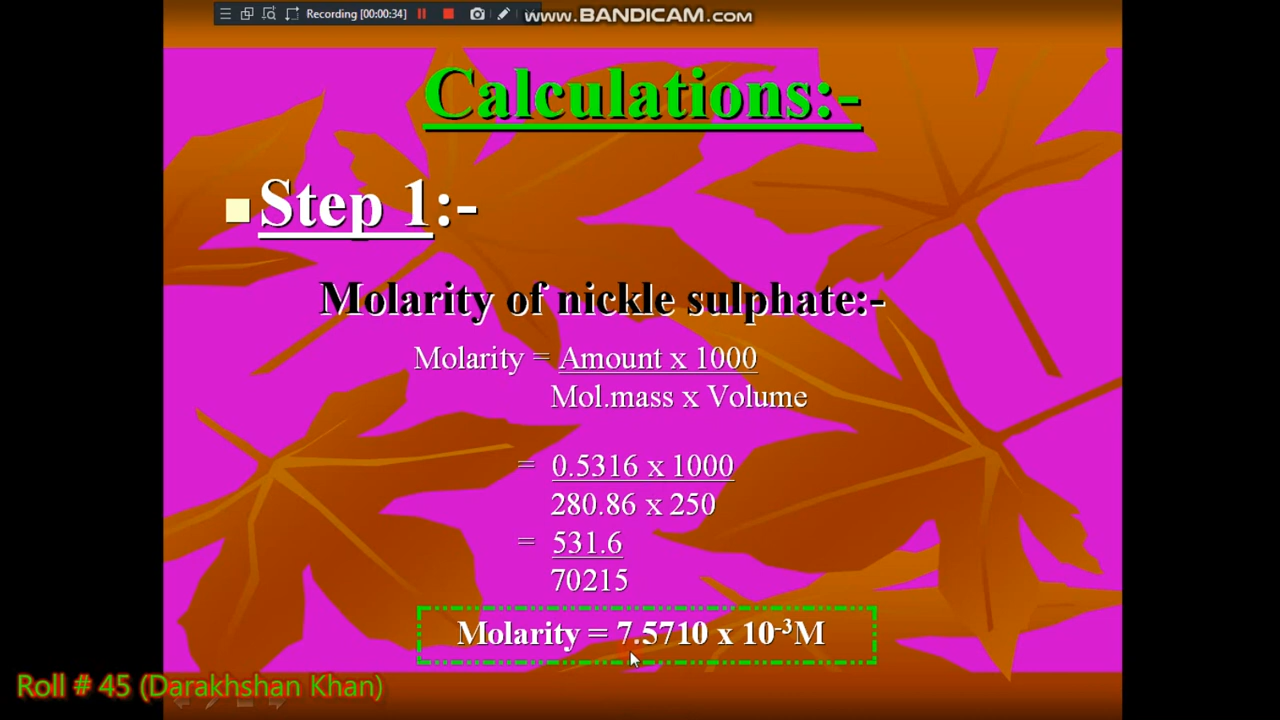 Recording [00:00:34]
www.BANDICAM.com
Calculations:-
Step 1:-
Molarity of nickle sulphate:-
Molarity = Amount x 1000
Mol.mass x Volume
= 0.5316 x 1000
280.86 x 250
= 531.6
70215
Molarity = 7.5710 x 10⁻³M
Roll # 45 (Darakhshan Khan)